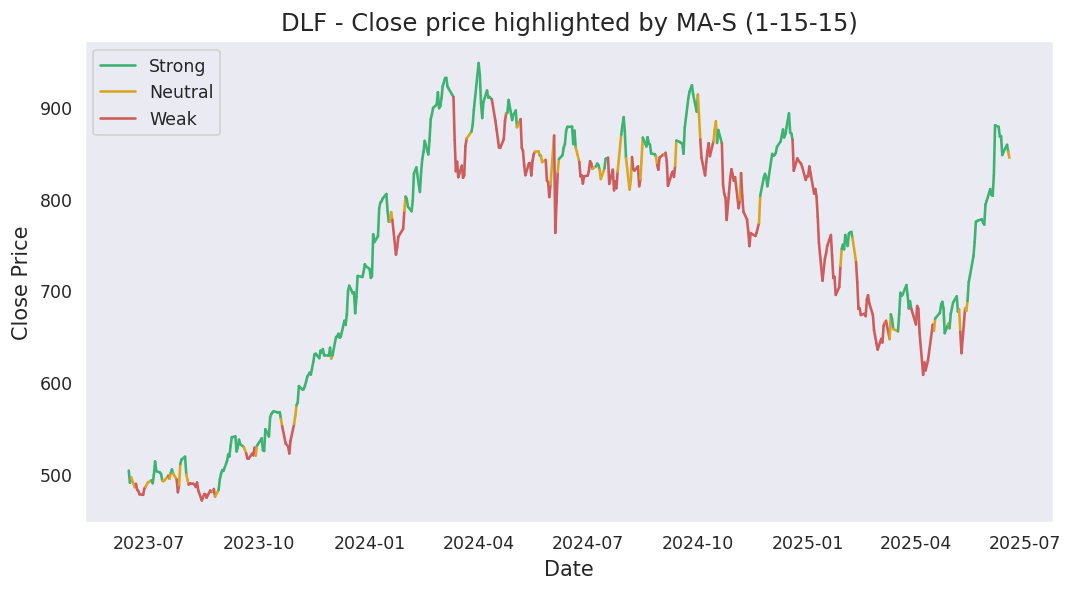 DLF - Close price highlighted by MA-S (1-15-15)
Strong
Neutral
Weak
Close Price
900
800
700
600
500
2023-07
2023-10
2024-01
2024-04
2024-07
2024-10
2025-01
2025-04
2025-07
Date